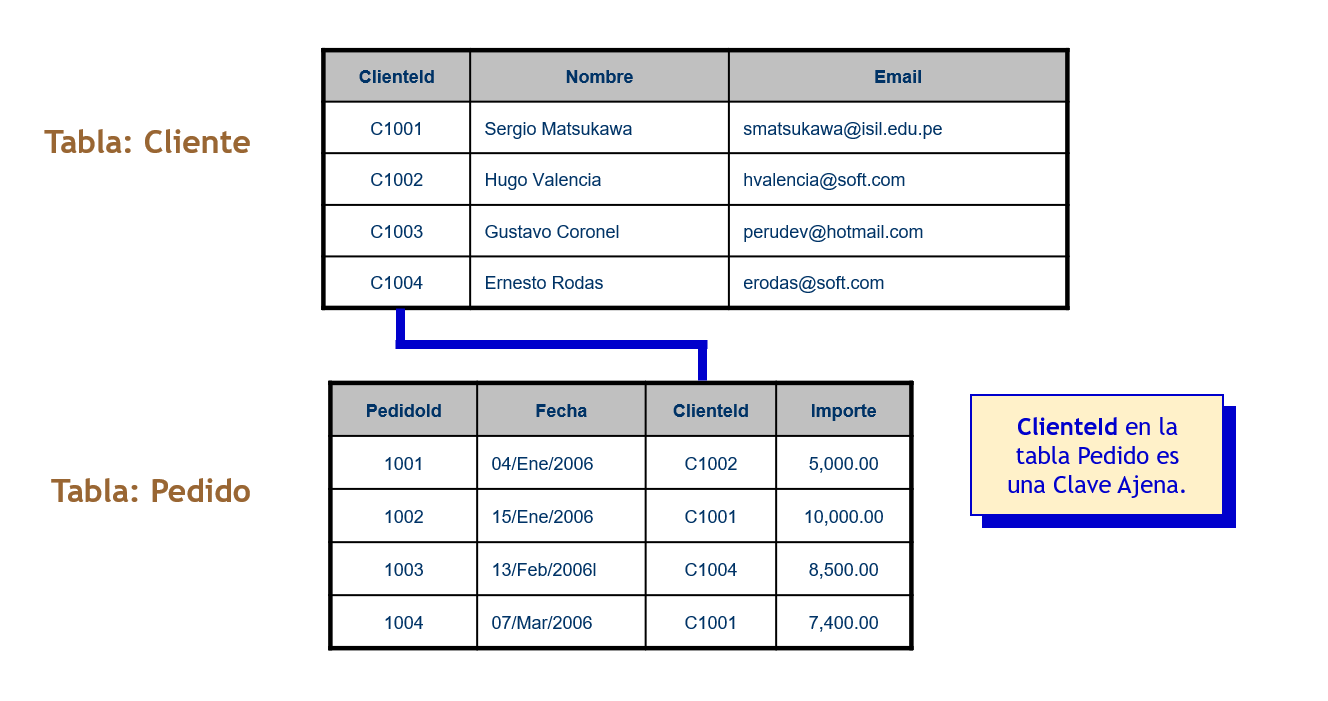 Tabla: Cliente
ClienteId Nombre Email
C1001 Sergio Matsukawa smatsukawa@isil.edu.pe
C1002 Hugo Valencia hvalencia@soft.com
C1003 Gustavo Coronel perudev@hotmail.com
C1004 Ernesto Rodas erodas@soft.com
Tabla: Pedido
PedidoId Fecha ClienteId Importe
1001 04/Ene/2006 C1002 5,000.00
1002 15/Ene/2006 C1001 10,000.00
1003 13/Feb/2006l C1004 8,500.00
1004 07/Mar/2006 C1001 7,400.00
ClienteId en la
tabla Pedido es
una Clave Ajena.